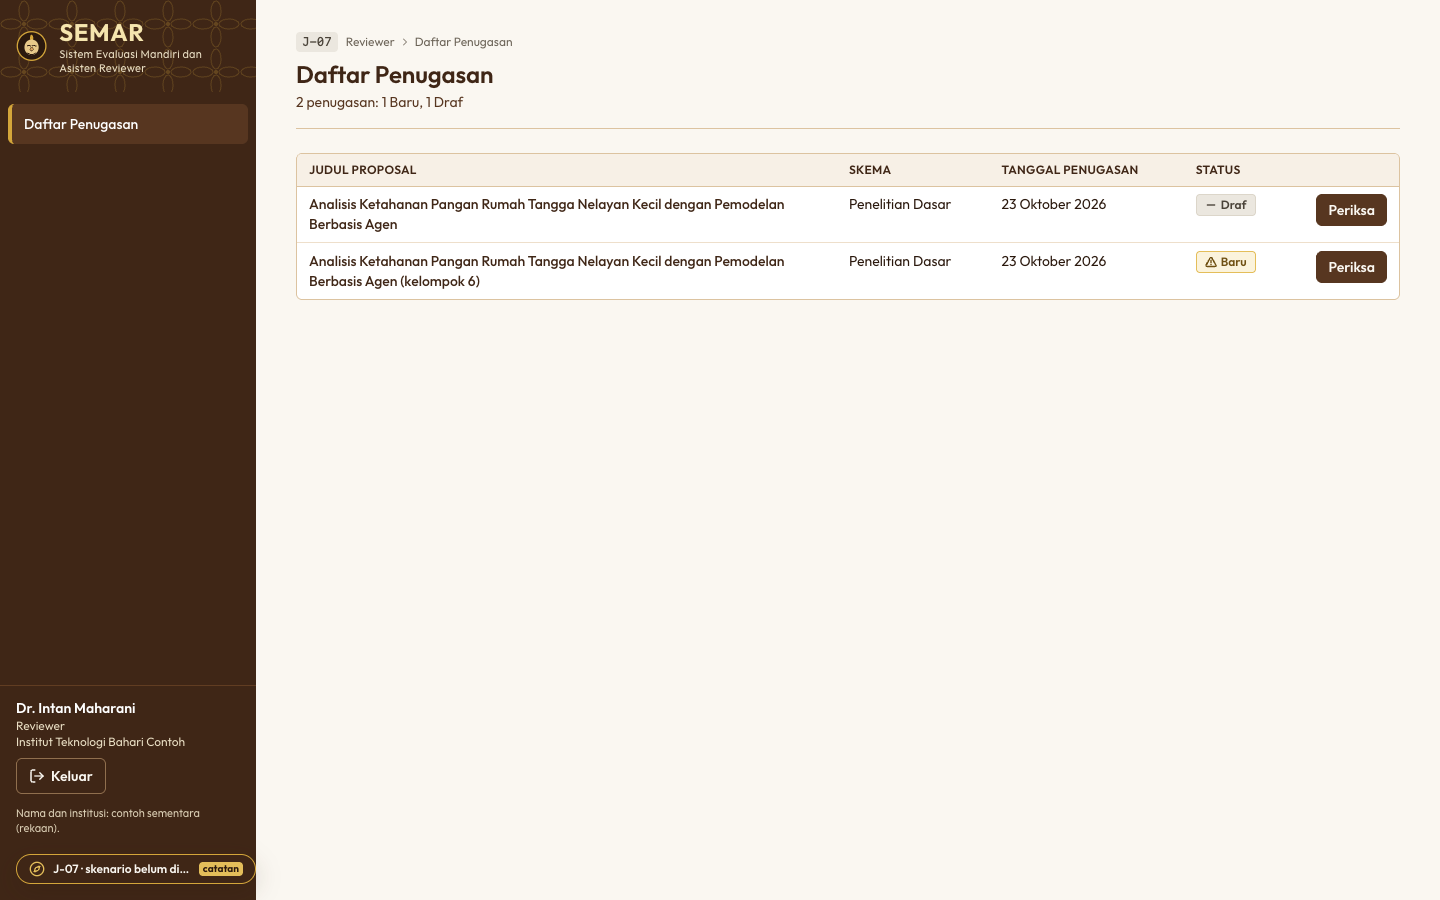 SEMAR
Sistem Evaluasi Mandiri dan
Asisten Reviewer
Daftar Penugasan
J-07 Reviewer > Daftar Penugasan
Daftar Penugasan
2 penugasan: 1 Baru, 1 Draf
JUDUL PROPOSAL SKEMA TANGGAL PENUGASAN STATUS
Analisis Ketahanan Pangan Rumah Tangga Nelayan Kecil dengan Pemodelan
Berbasis Agen
Penelitian Dasar 23 Oktober 2026 Draf Periksa
Analisis Ketahanan Pangan Rumah Tangga Nelayan Kecil dengan Pemodelan
Berbasis Agen (kelompok 6)
Penelitian Dasar 23 Oktober 2026 Baru Periksa
Dr. Intan Maharani
Reviewer
Institut Teknologi Bahari Contoh
Keluar
Nama dan institusi: contoh sementara
(rekaan).
J-07 · skenario belum di... catatan